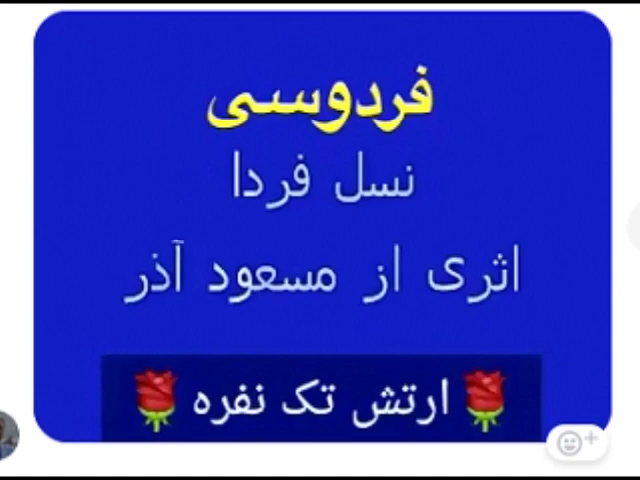 فردوسی
نسل فردا
اثری از مسعود آذر
🌹ارتش تک نفره🌹